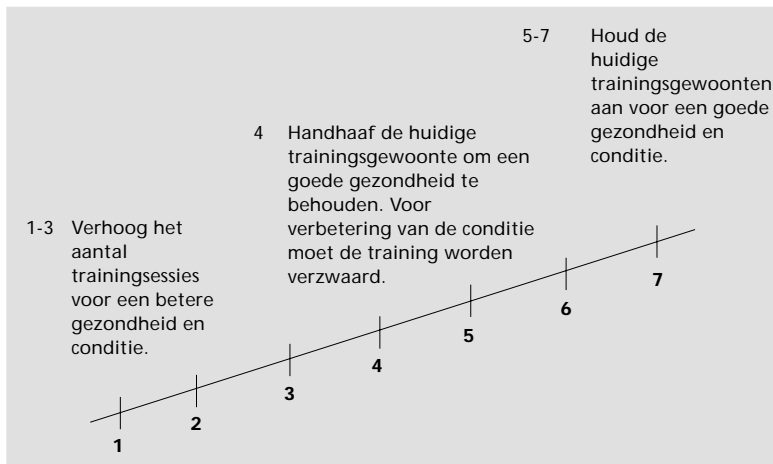 5-7 Houd de
huidige
trainingsgewoonten
aan voor een goede
gezondheid en
conditie.
4 Handhaaf de huidige
trainingsgewoonte om een
goede gezondheid te
behouden. Voor
verbetering van de conditie
moet de training worden
verzwaard.
1-3 Verhoog het
aantal
trainingsessies
voor een betere
gezondheid en
conditie.
1
2
3
4
5
6
7